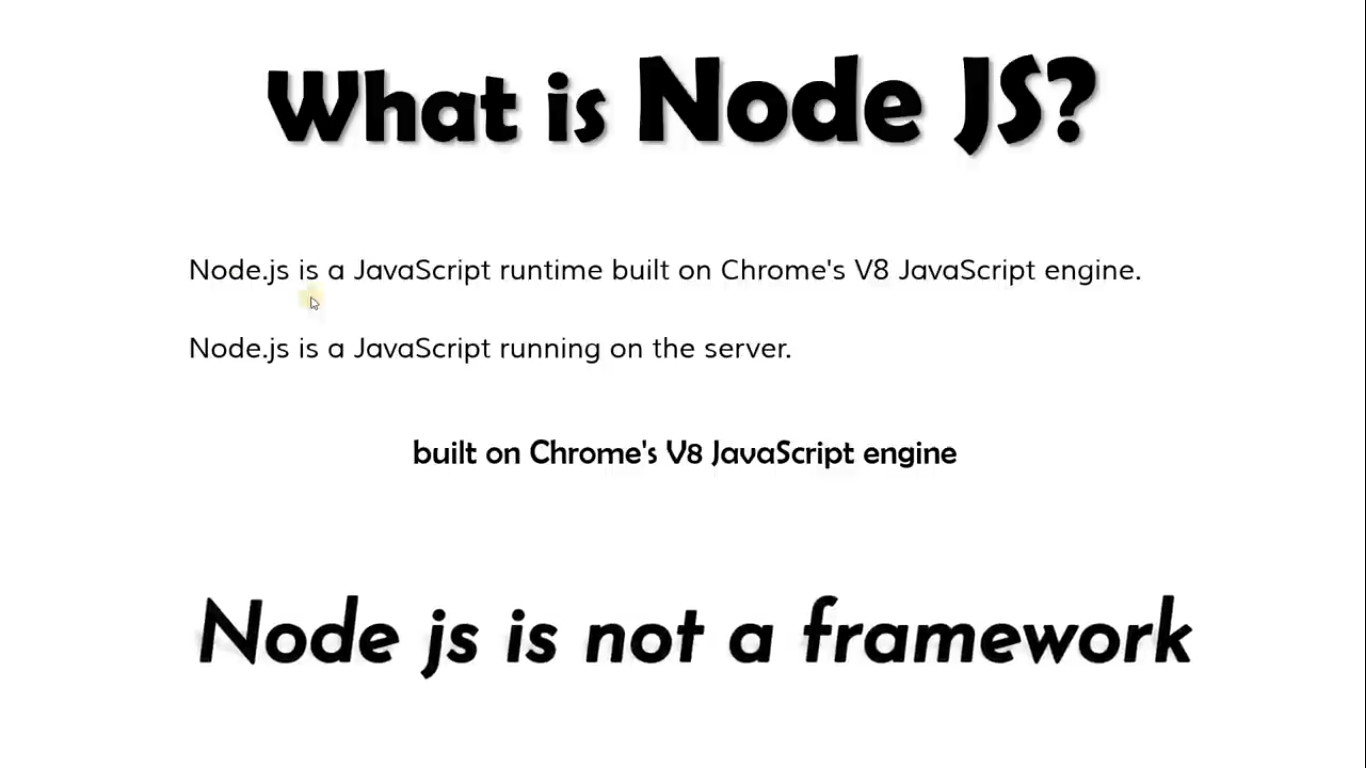 What is Node JS?
Node.js is a JavaScript runtime built on Chrome's V8 JavaScript engine.
Node.js is a JavaScript running on the server.
built on Chrome's V8 JavaScript engine
Node js is not a framework